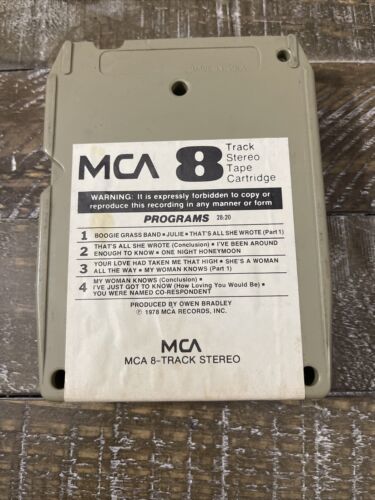 MADE IN U.S.A.
MCA 8 Track
Stereo
Tape
Cartridge
WARNING: It is expressly forbidden to copy or
reproduce this recording in any manner or form
PROGRAMS 28:20
1 BOOGIE GRASS BAND • JULIE • THAT'S ALL SHE WROTE (Part 1)
2 THAT'S ALL SHE WROTE (Conclusion) • I'VE BEEN AROUND
ENOUGH TO KNOW • ONE NIGHT HONEYMOON
3 YOUR LOVE HAD TAKEN ME THAT HIGH • SHE'S A WOMAN
ALL THE WAY • MY WOMAN KNOWS (Part 1)
4 MY WOMAN KNOWS (Conclusion) •
I'VE JUST GOT TO KNOW (How Loving You Would Be) •
YOU WERE NAMED CO-RESPONDENT
PRODUCED BY OWEN BRADLEY
℗ 1978 MCA RECORDS, INC.
MCA
MCA 8-TRACK STEREO